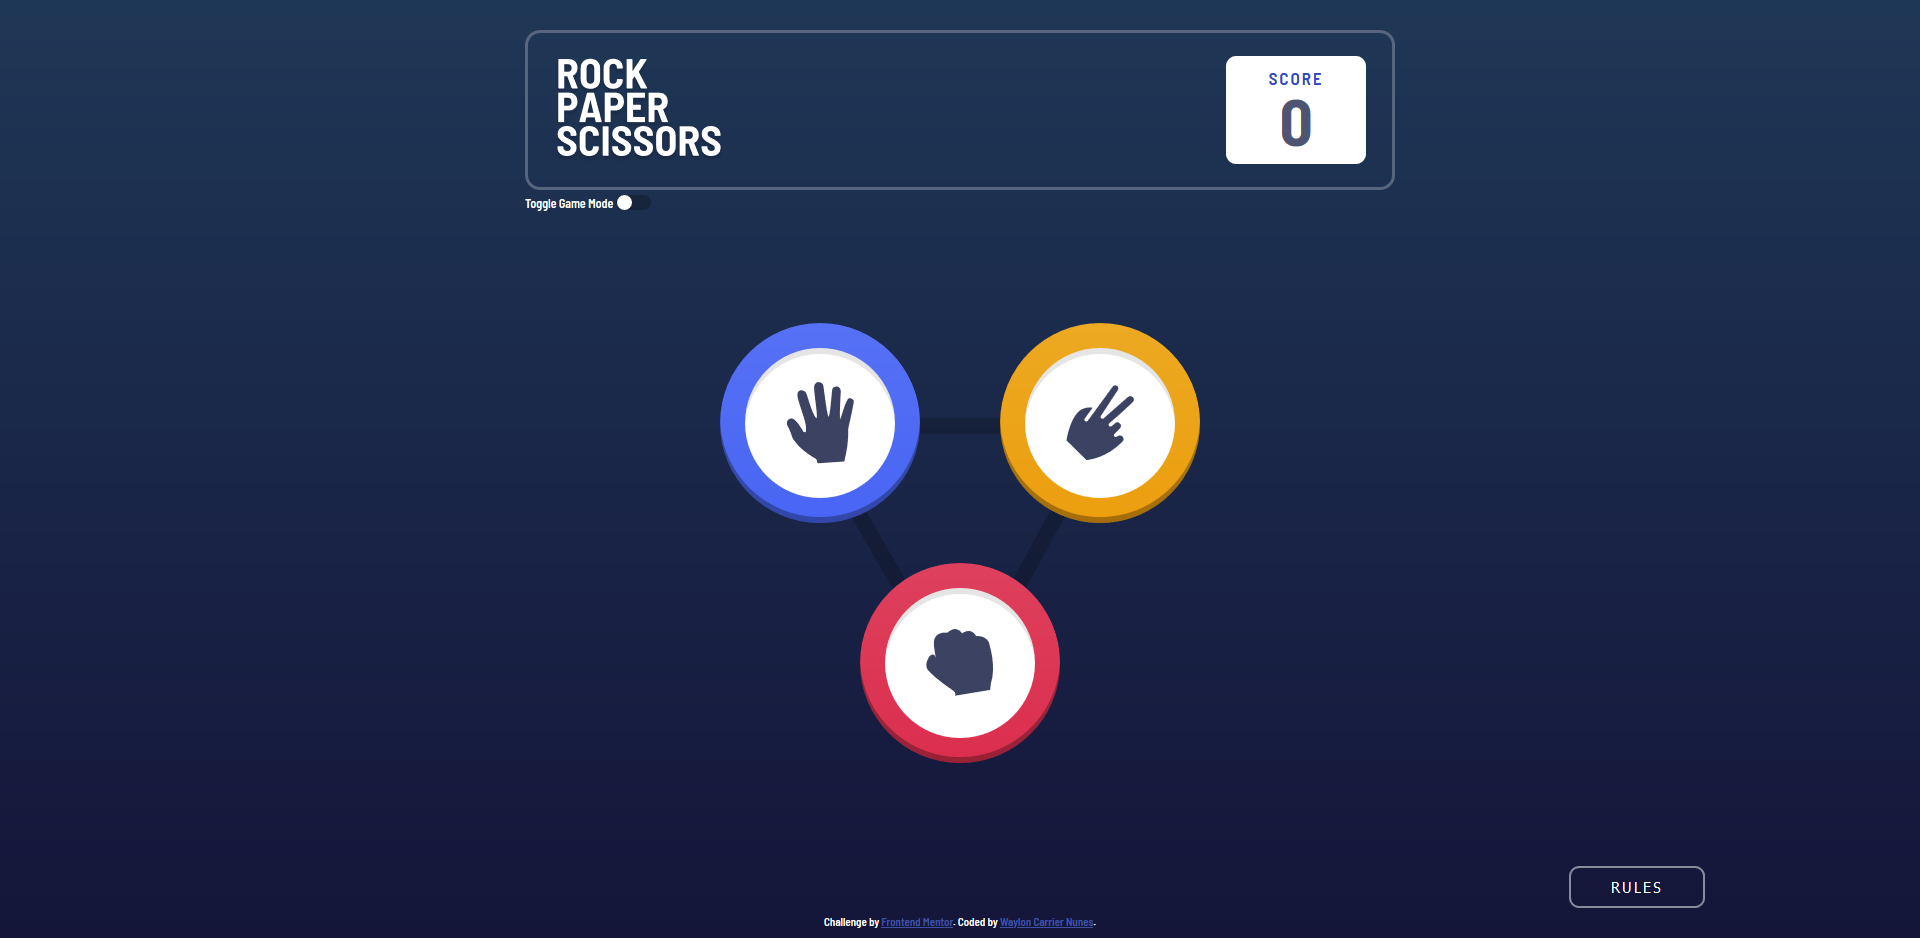 ROCK
PAPER
SCISSORS
SCORE
0
Toggle Game Mode
RULES
Challenge by Frontend Mentor. Coded by Waylon Carrier Nunes.